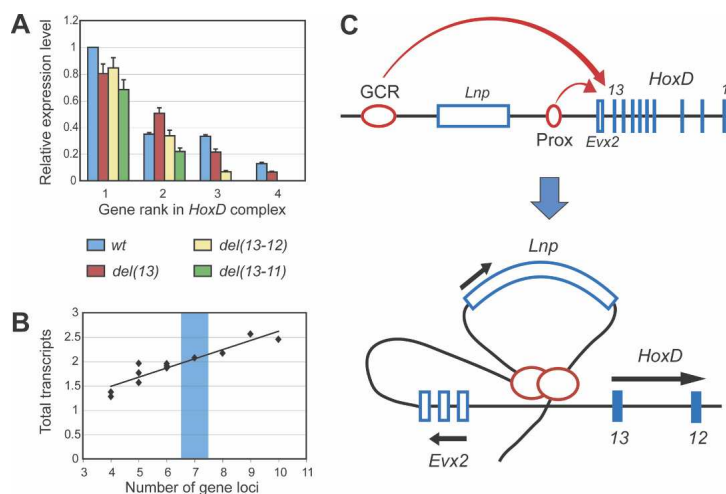 A
Relative expression level
1.2
1
0.8
0.6
0.4
0.2
0
1 2 3 4
Gene rank in HoxD complex
wt
del(13-12)
del(13)
del(13-11)
B
Total transcripts
3
2.5
2
1.5
1
0.5
0
3 4 5 6 7 8 9 10 11
Number of gene loci
C
GCR
Lnp
Prox
13
HoxD
1
Evx2
Lnp
HoxD
13
12
Evx2